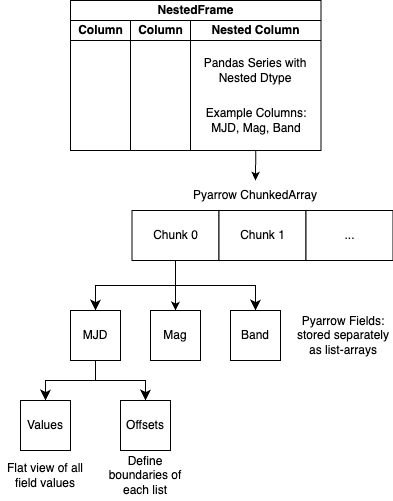 NestedFrame
Column Column Nested Column
Pandas Series with
Nested Dtype
Example Columns:
MJD, Mag, Band
Pyarrow ChunkedArray
Chunk 0 Chunk 1 ...
MJD Mag Band
Pyarrow Fields:
stored separately
as list-arrays
Values Offsets
Flat view of all
field values
Define
boundaries of
each list